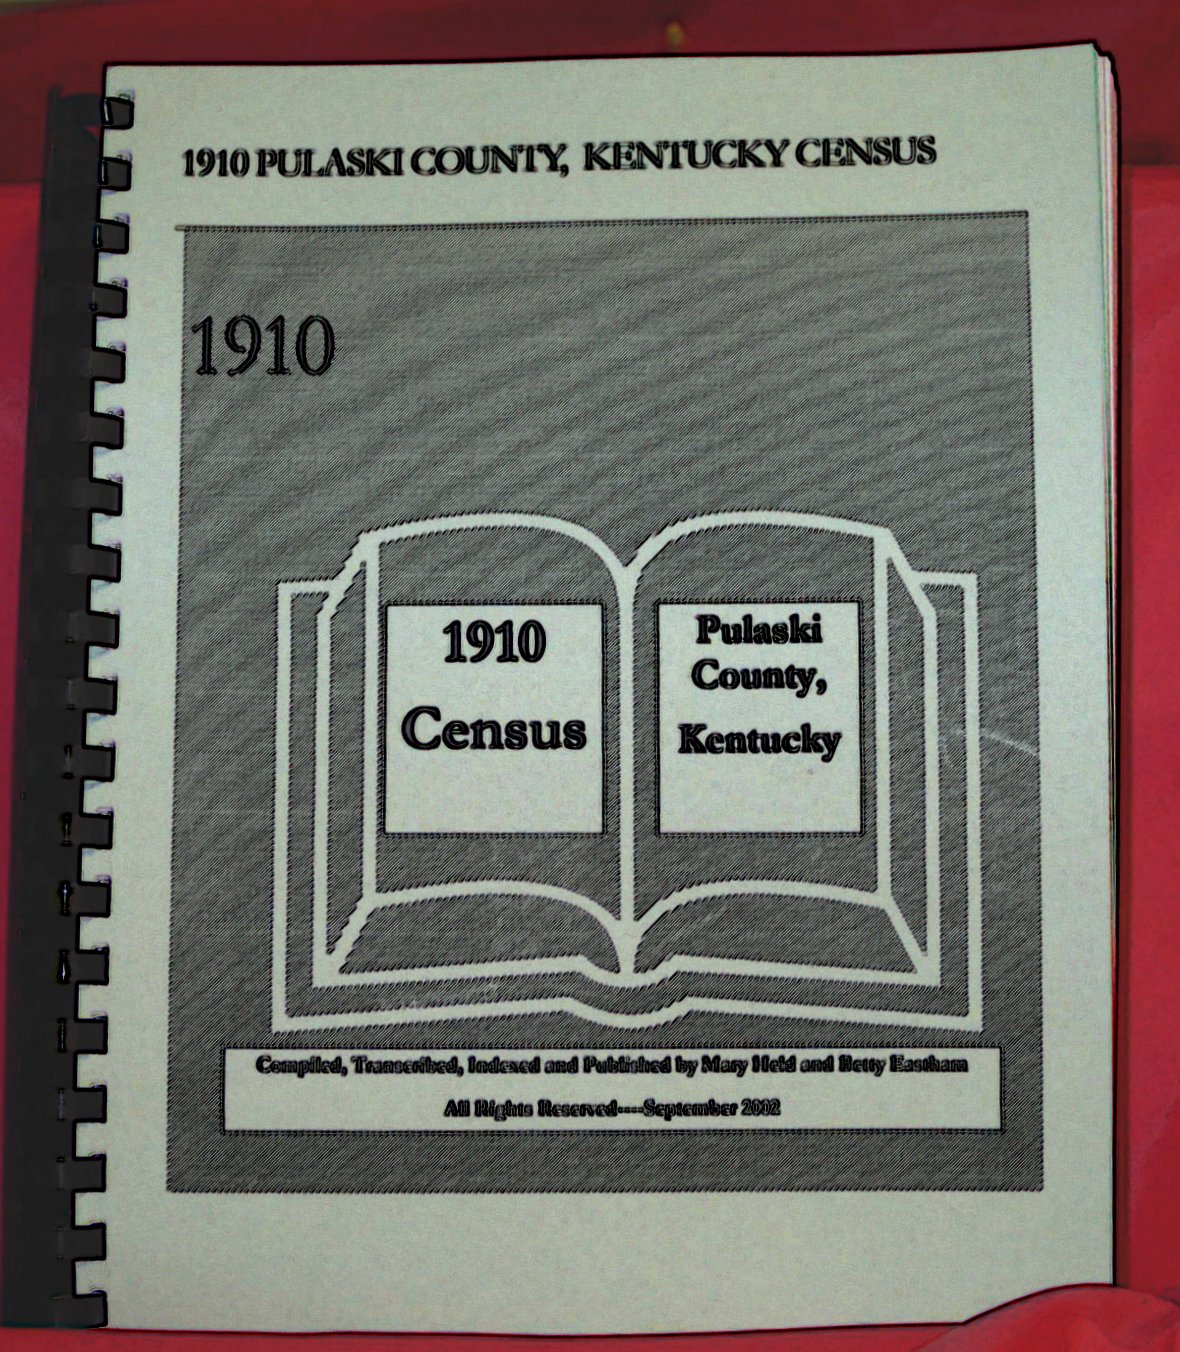 1910 PULASKI COUNTY, KENTUCKY CENSUS
1910
1910
Census
Pulaski
County,
Kentucky
Compiled, Transcribed, Indexed and Published by Mary Heid and Betty Eastham
All Rights Reserved----September 2002